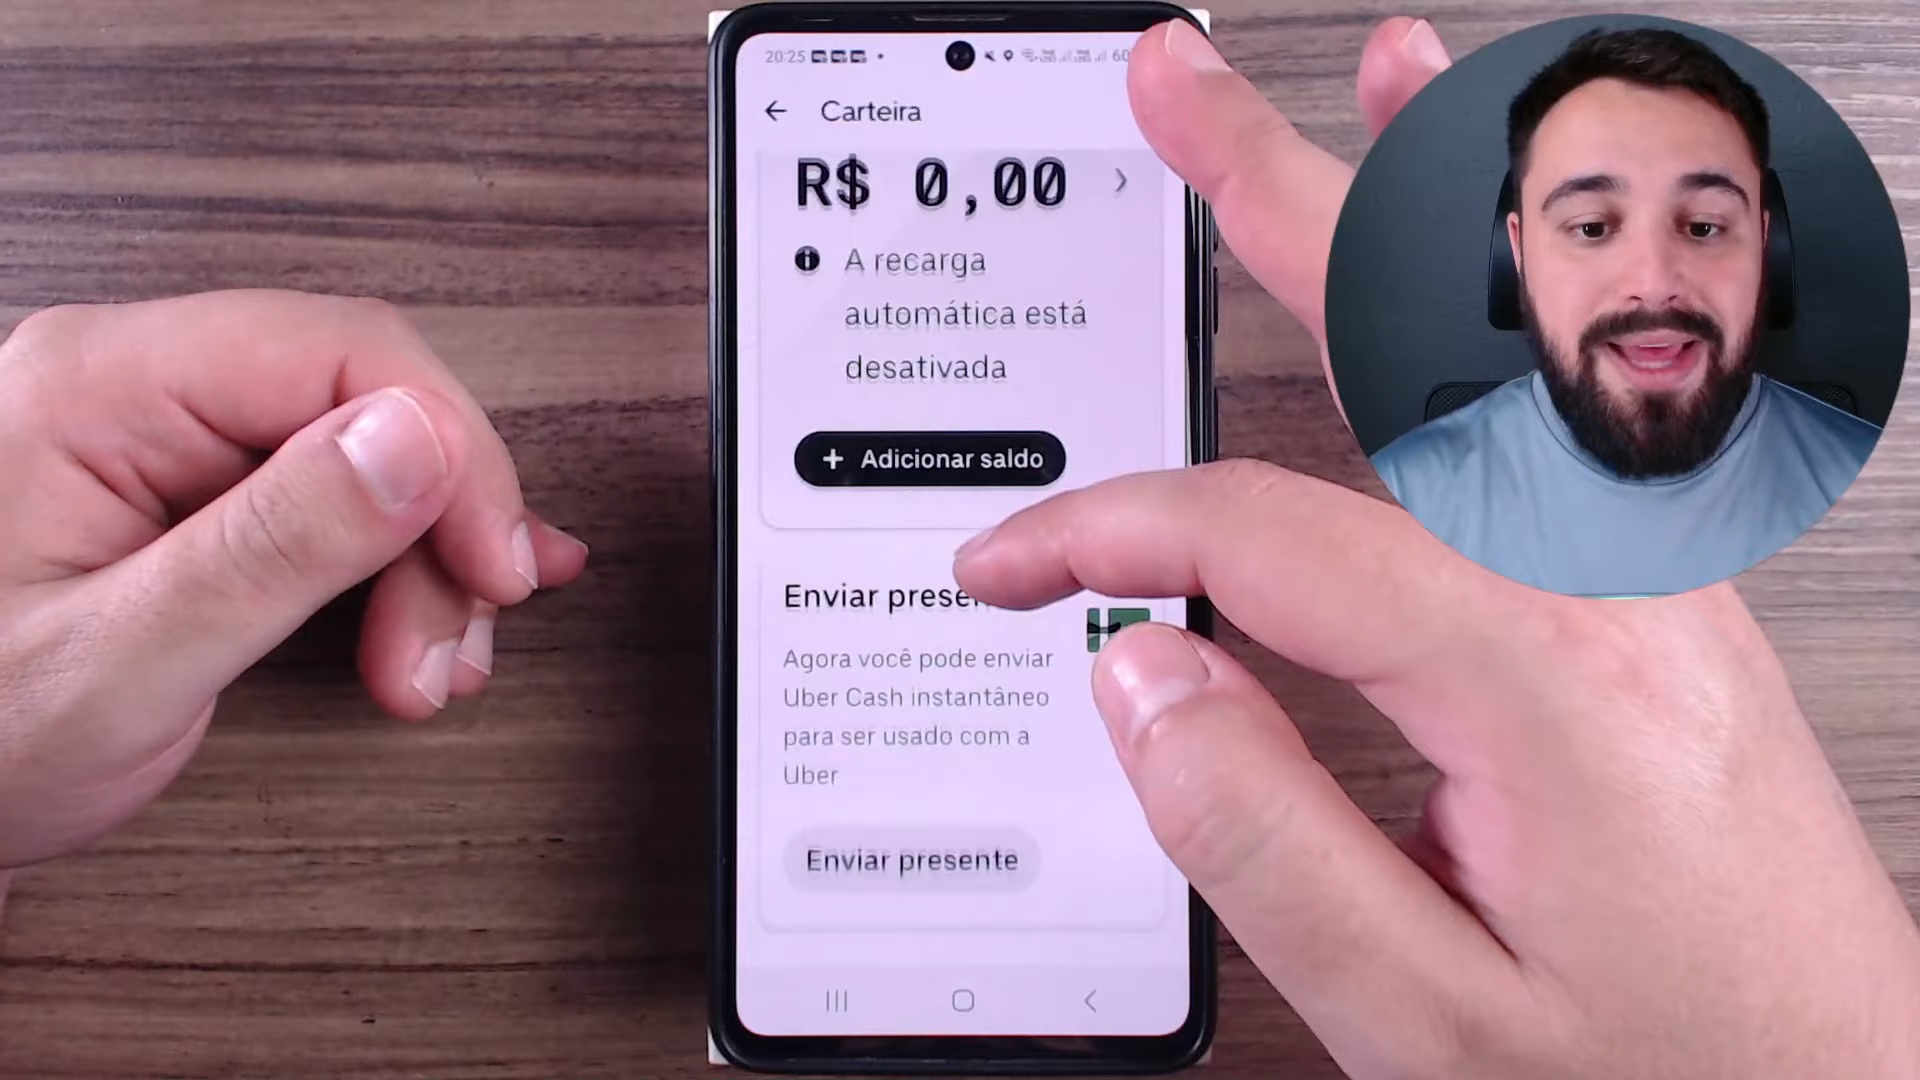 20:25
60
Carteira
R$ 0,00
A recarga
automática está
desativada
+ Adicionar saldo
Enviar
Agora você pode enviar
Uber Cash instantâneo
para ser usado com a
Uber
Enviar presente